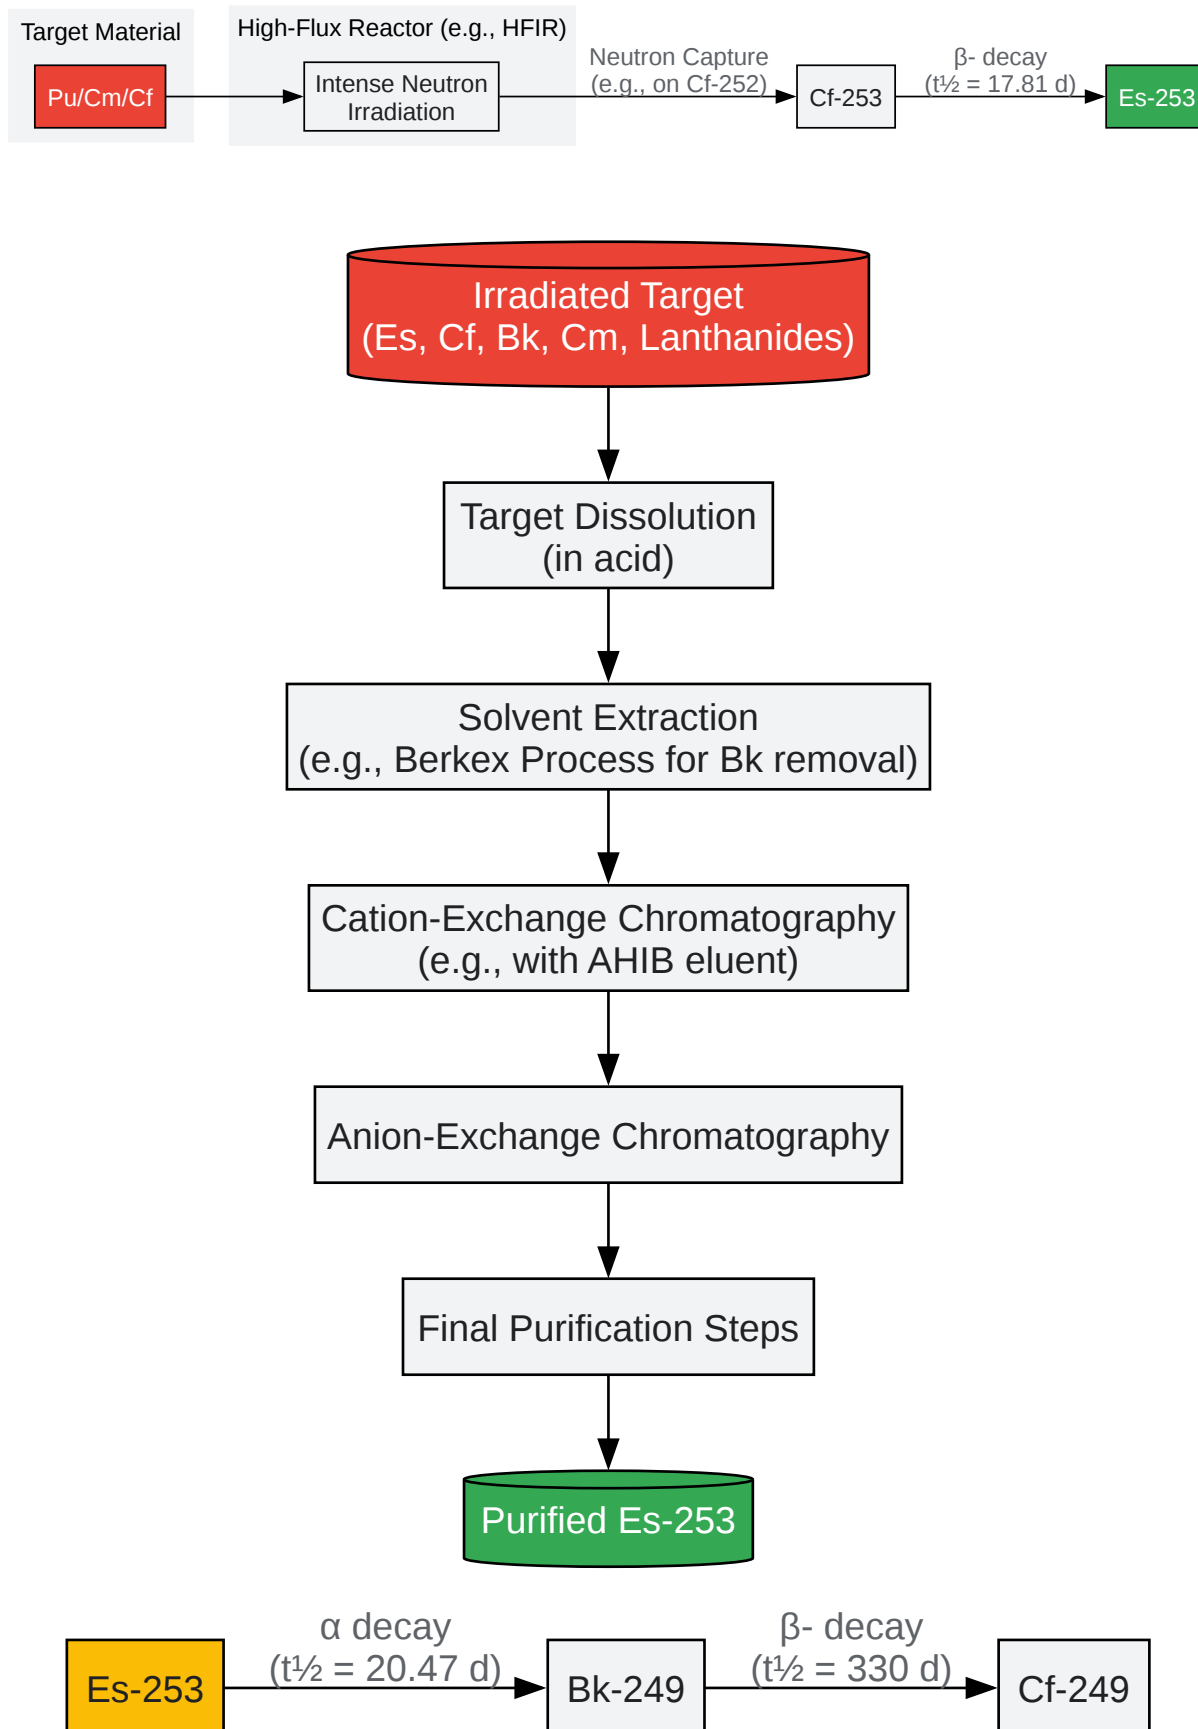 Target Material
High-Flux Reactor (e.g., HFIR)
Pu/Cm/Cf
Intense Neutron
Irradiation
Neutron Capture
(e.g., on Cf-252)
Cf-253
β- decay
(t½ = 17.81 d)
Es-253
Irradiated Target
(Es, Cf, Bk, Cm, Lanthanides)
Target Dissolution
(in acid)
Solvent Extraction
(e.g., Berkex Process for Bk removal)
Cation-Exchange Chromatography
(e.g., with AHIB eluent)
Anion-Exchange Chromatography
Final Purification Steps
Purified Es-253
Es-253
α decay
(t½ = 20.47 d)
Bk-249
β- decay
(t½ = 330 d)
Cf-249